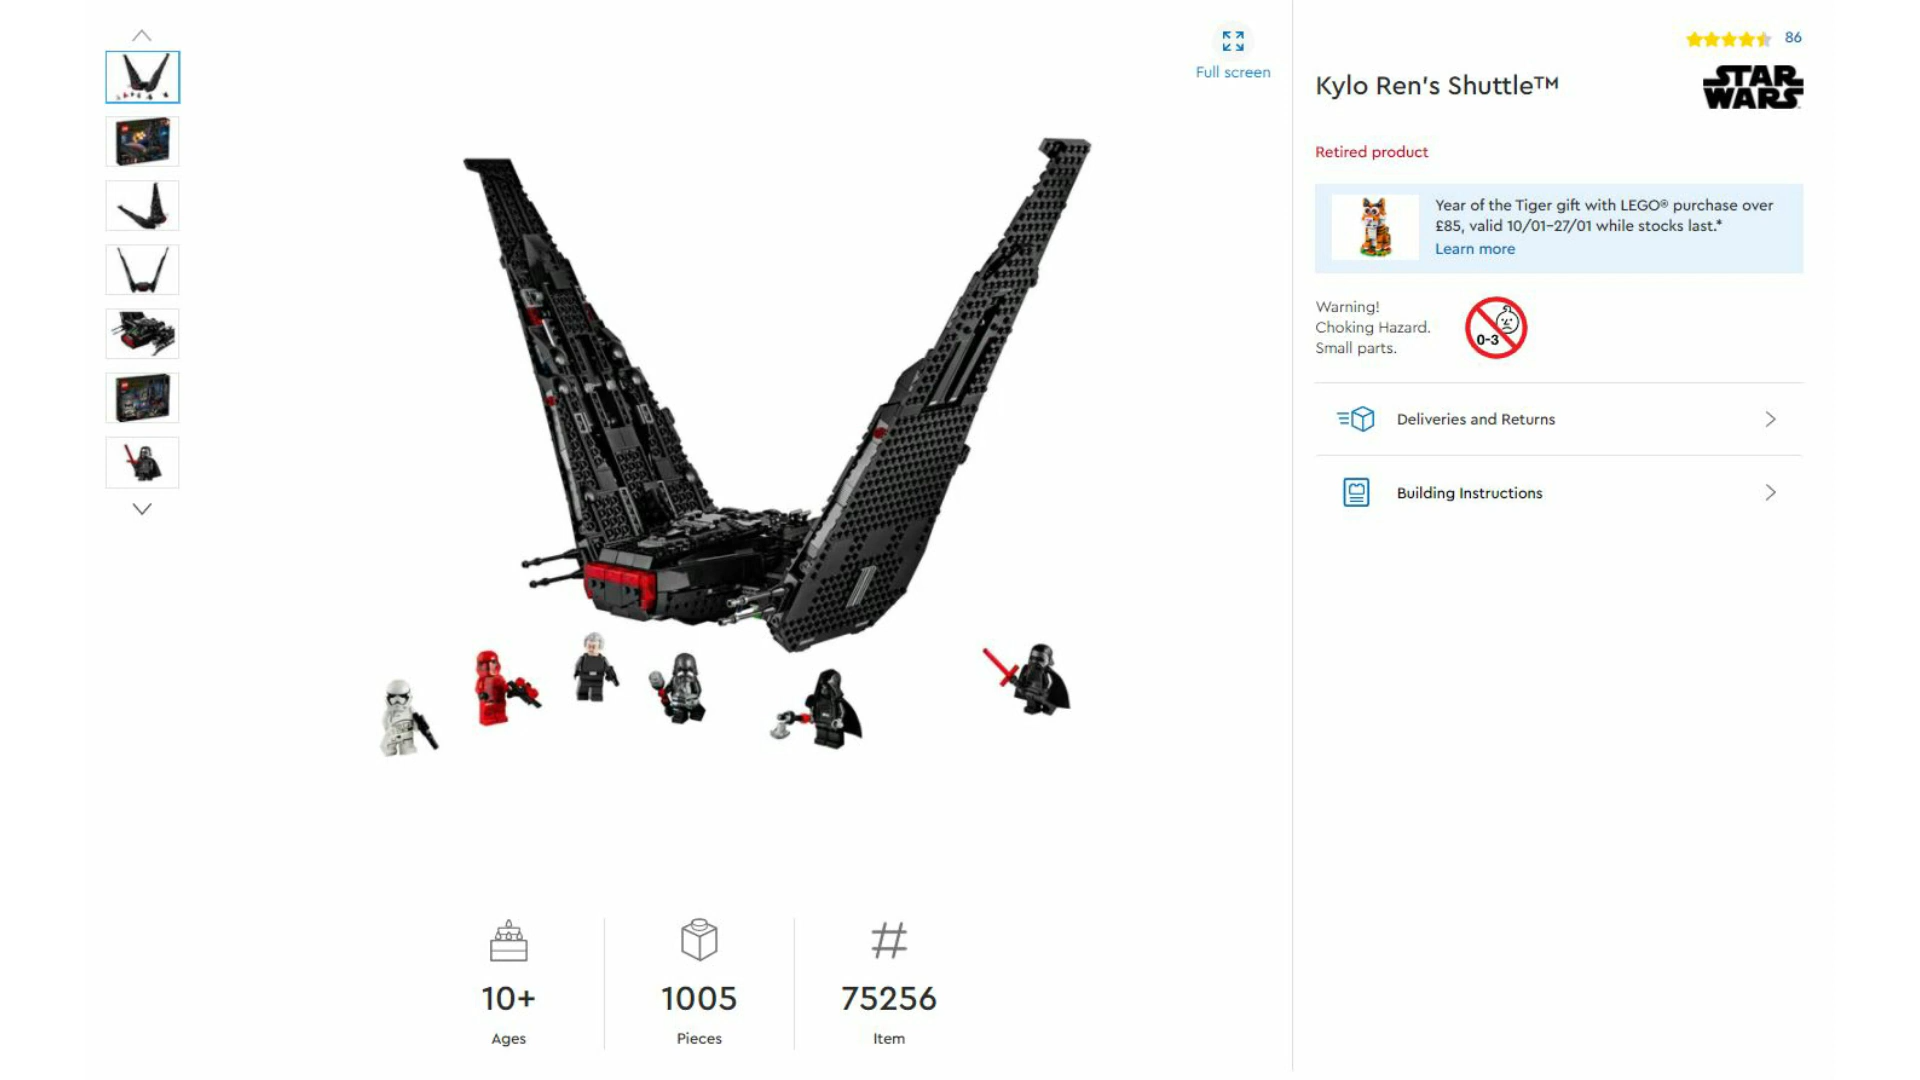 Full screen
86
Kylo Ren's Shuttle™
STAR
WARS
Retired product
Year of the Tiger gift with LEGO® purchase over
£85, valid 10/01-27/01 while stocks last.*
Learn more
Warning!
Choking Hazard.
Small parts.
0-3
Deliveries and Returns
Building Instructions
10+
Ages
1005
Pieces
75256
Item